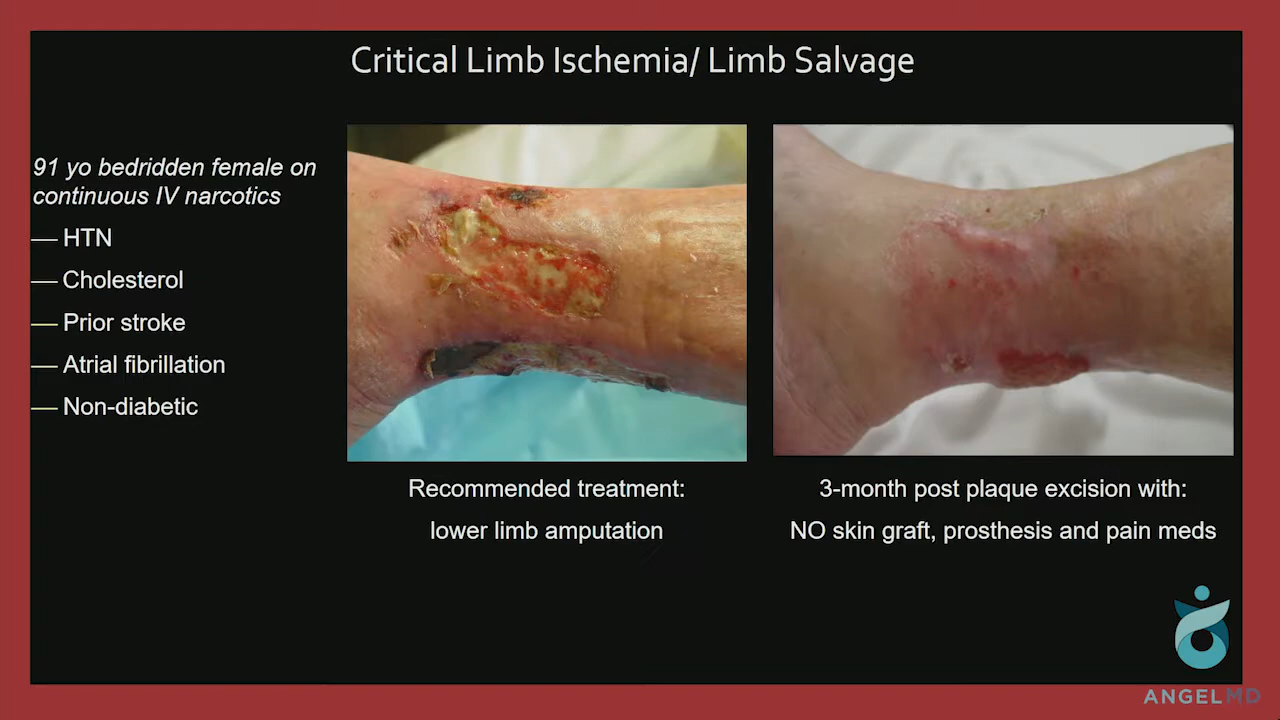 Critical Limb Ischemia/ Limb Salvage
91 yo bedridden female on
continuous IV narcotics
— HTN
— Cholesterol
— Prior stroke
— Atrial fibrillation
— Non-diabetic
Recommended treatment:
lower limb amputation
3-month post plaque excision with:
NO skin graft, prosthesis and pain meds
ANGELMD